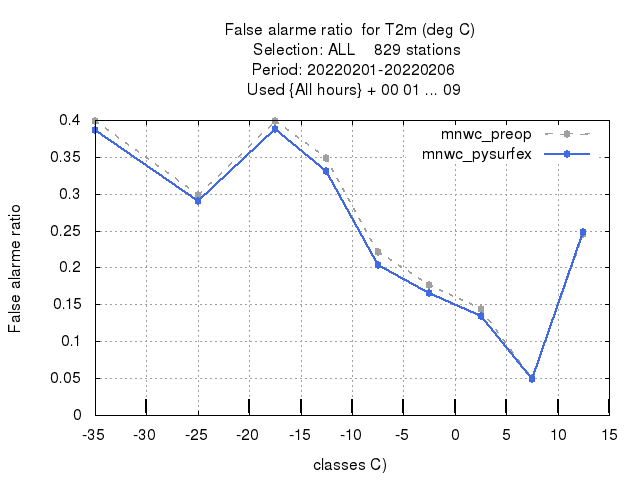 False alarme ratio  for T2m (deg C)
Selection: ALL    829 stations
Period: 20220201-20220206
Used {All hours} + 00 01 ... 09
mnwc_preop
mnwc_pysurfex
False alarme ratio
0.4
0.35
0.3
0.25
0.2
0.15
0.1
0.05
0
-35 -30 -25 -20 -15 -10 -5 0 5 10 15
classes C)